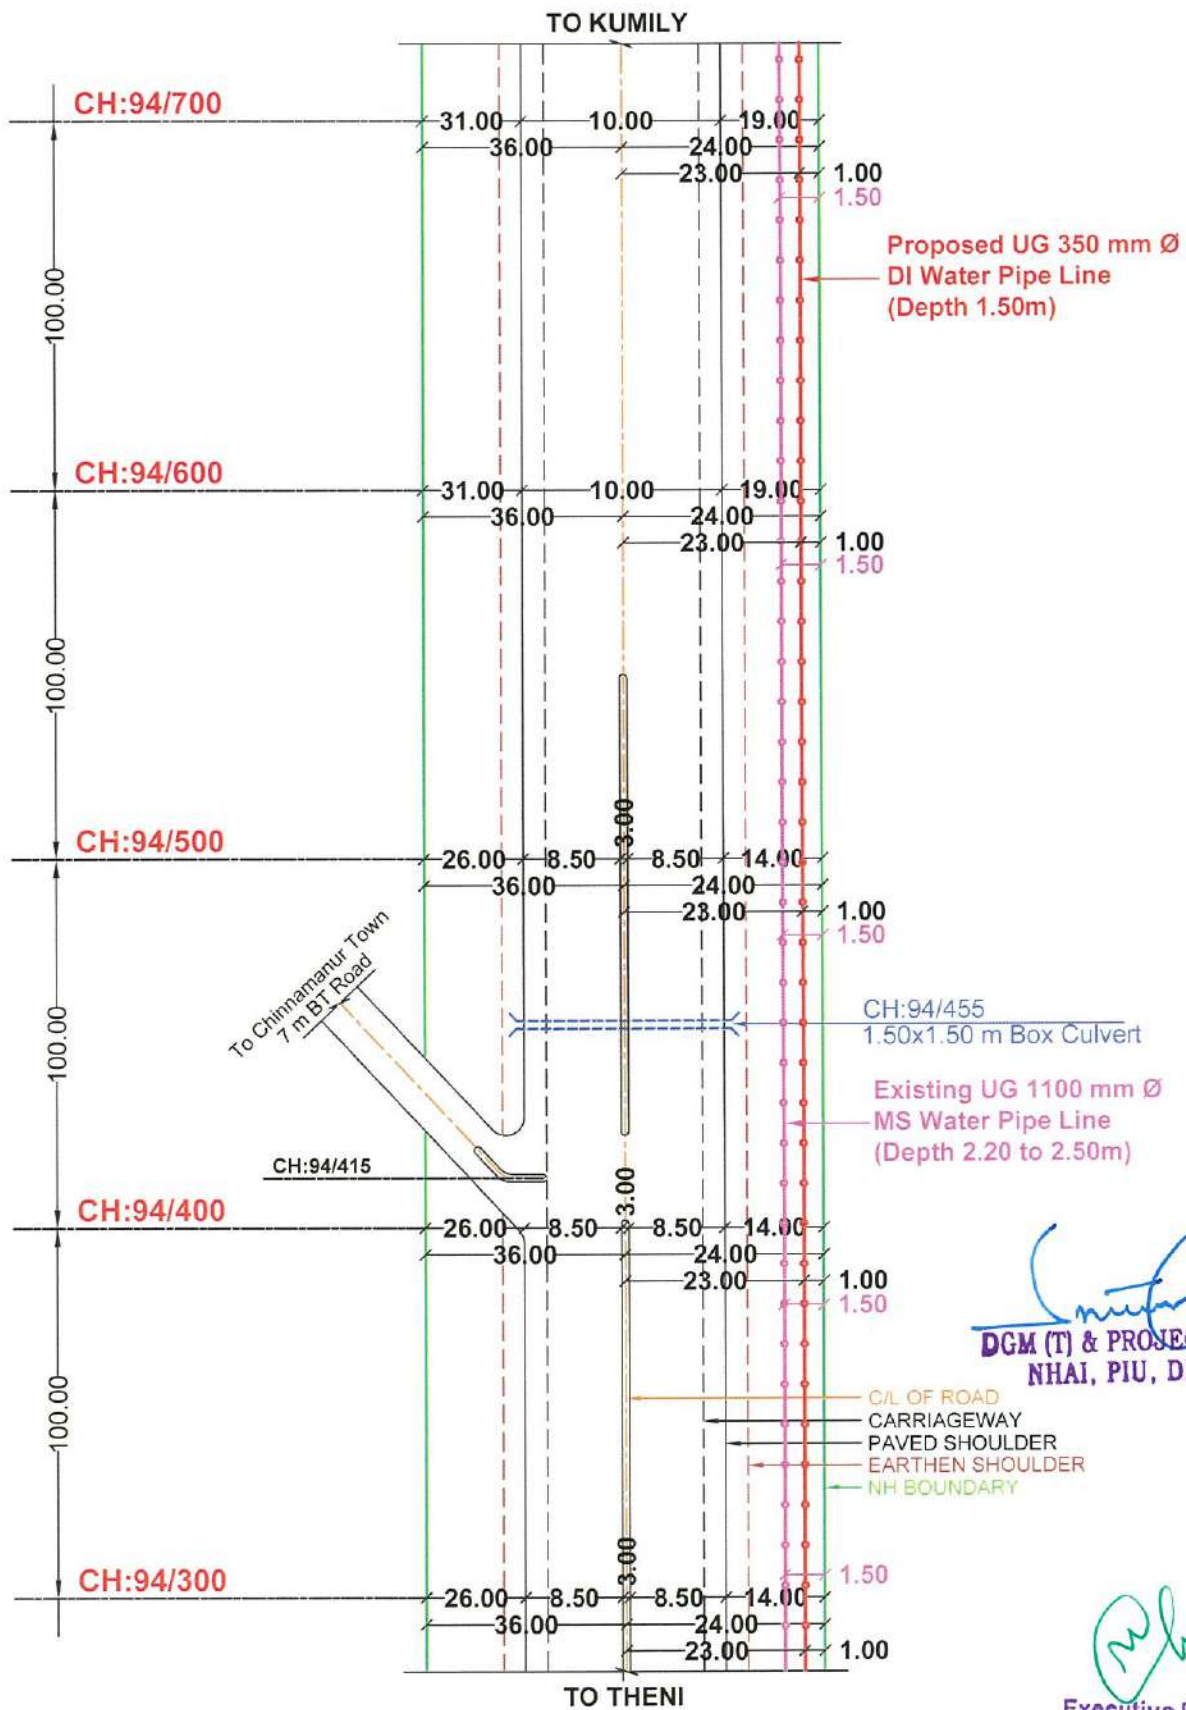 TO KUMILY
CH:94/700
31.00 10.00 19.00
36.00 24.00
23.00 1.00
1.50
100.00
Proposed UG 350 mm Ø
DI Water Pipe Line
(Depth 1.50m)
CH:94/600
31.00 10.00 19.00
36.00 24.00
23.00 1.00
1.50
100.00
CH:94/500
3.00
26.00 8.50 8.50 14.00
36.00 24.00
23.00 1.00
1.50
To Chinnamanur Town
7 m BT Road
100.00
CH:94/455
1.50x1.50 m Box Culvert
Existing UG 1100 mm Ø
MS Water Pipe Line
(Depth 2.20 to 2.50m)
CH:94/415
CH:94/400
3.00
26.00 8.50 8.50 14.00
36.00 24.00
23.00 1.00
1.50
DGM (T) &
NHAI, PIU,
100.00
C/L OF ROAD
CARRIAGEWAY
PAVED SHOULDER
EARTHEN SHOULDER
NH BOUNDARY
CH:94/300
3.00
1.50
26.00 8.50 8.50 14.00
36.00 24.00
23.00 1.00
TO THENI
Executive